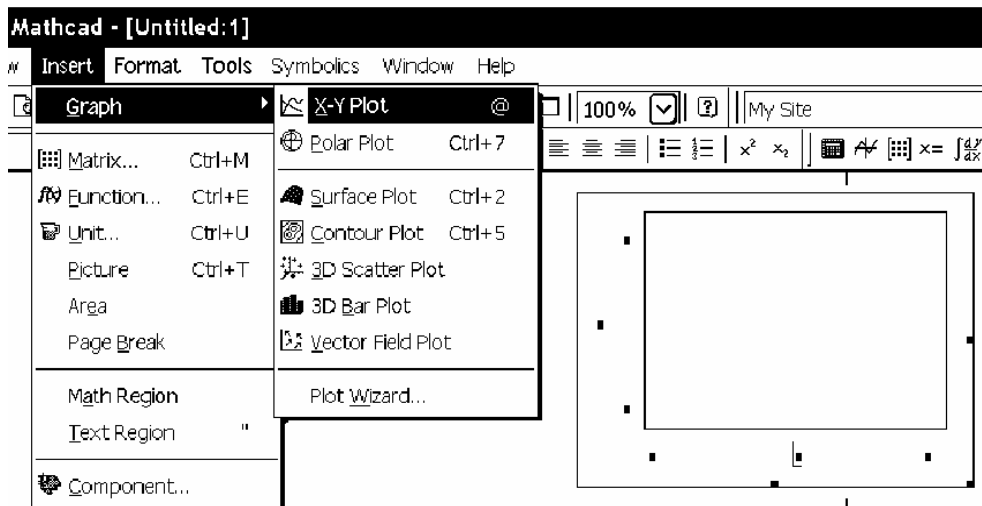 Mathcad - [Untitled:1]
w Insert Format Tools Symbolics Window Help
Graph
X-Y Plot @
100%
My Site
Polar Plot Ctrl+7
x² x₂
x= ∫
Matrix... Ctrl+M
Function... Ctrl+E
Surface Plot Ctrl+2
Unit... Ctrl+U
Contour Plot Ctrl+5
Picture Ctrl+T
3D Scatter Plot
Area
3D Bar Plot
Page Break
Vector Field Plot
Math Region
Plot Wizard...
Text Region "
Component...